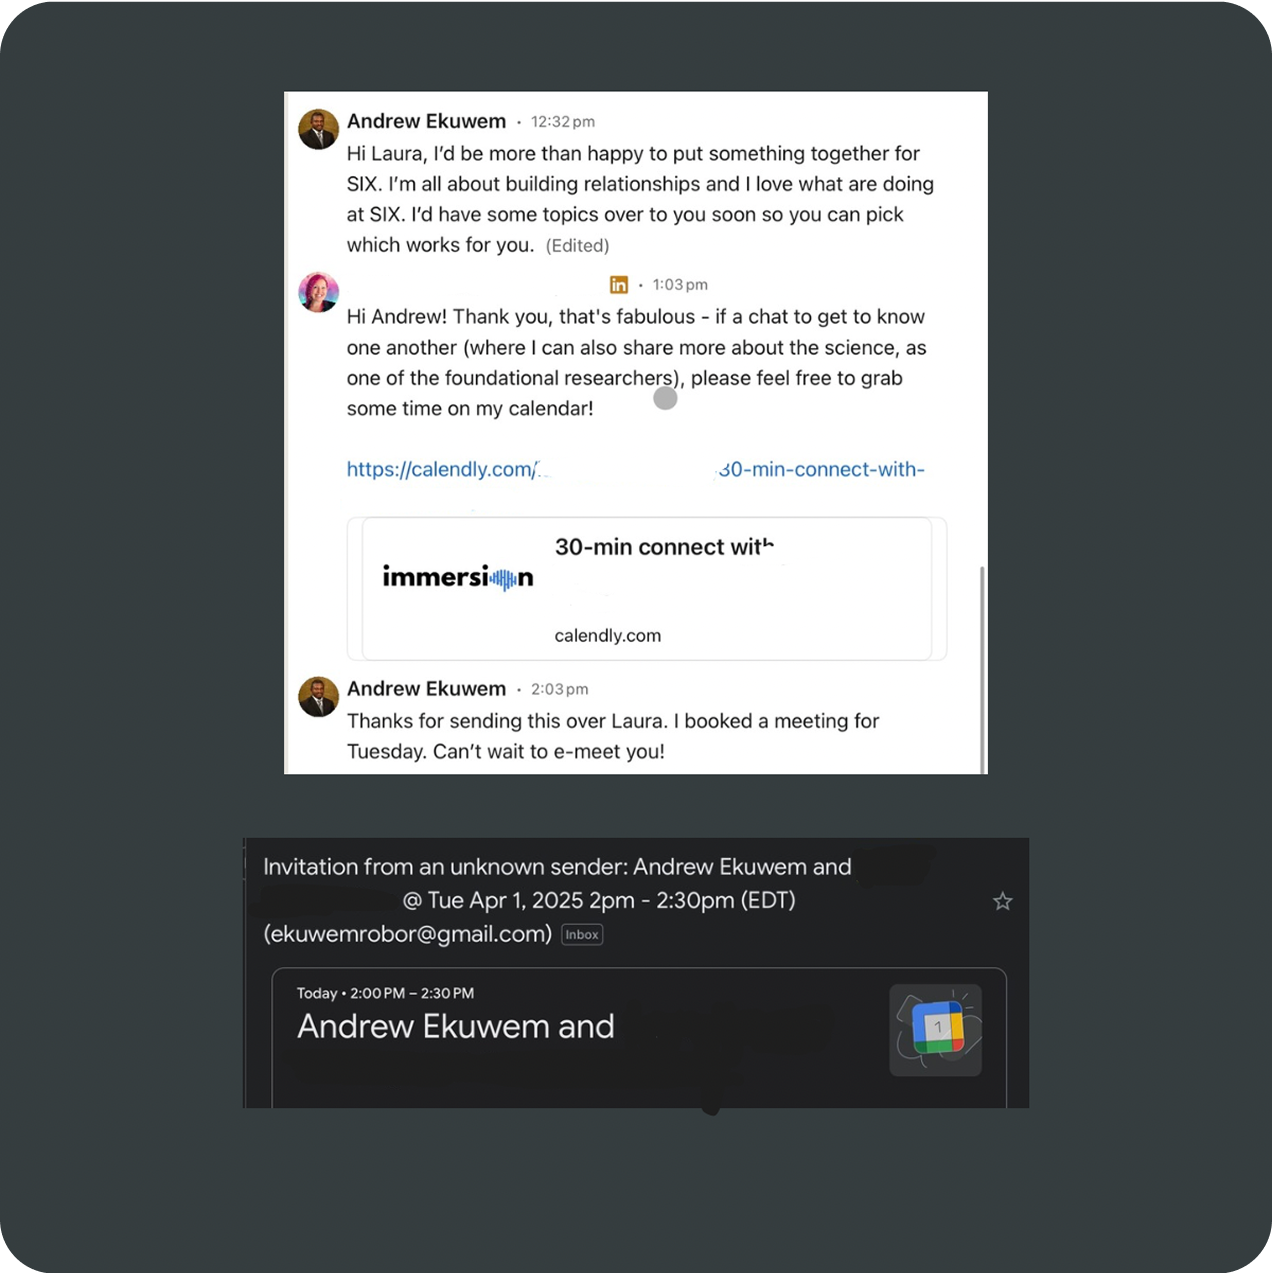 Andrew Ekuwem · 12:32 pm
Hi Laura, I'd be more than happy to put something together for
SIX. I'm all about building relationships and I love what are doing
at SIX. I'd have some topics over to you soon so you can pick
which works for you. (Edited)
in · 1:03 pm
Hi Andrew! Thank you, that's fabulous - if a chat to get to know
one another (where I can also share more about the science, as
one of the foundational researchers), please feel free to grab
some time on my calendar!
https://calendly.com/ 30-min-connect-with-
30-min connect with
immersion
calendly.com
Andrew Ekuwem · 2:03 pm
Thanks for sending this over Laura. I booked a meeting for
Tuesday. Can't wait to e-meet you!
Invitation from an unknown sender: Andrew Ekuwem and
@ Tue Apr 1, 2025 2pm - 2:30pm (EDT)
(ekuwemrobor@gmail.com) Inbox
Today • 2:00 PM – 2:30 PM
Andrew Ekuwem and
1